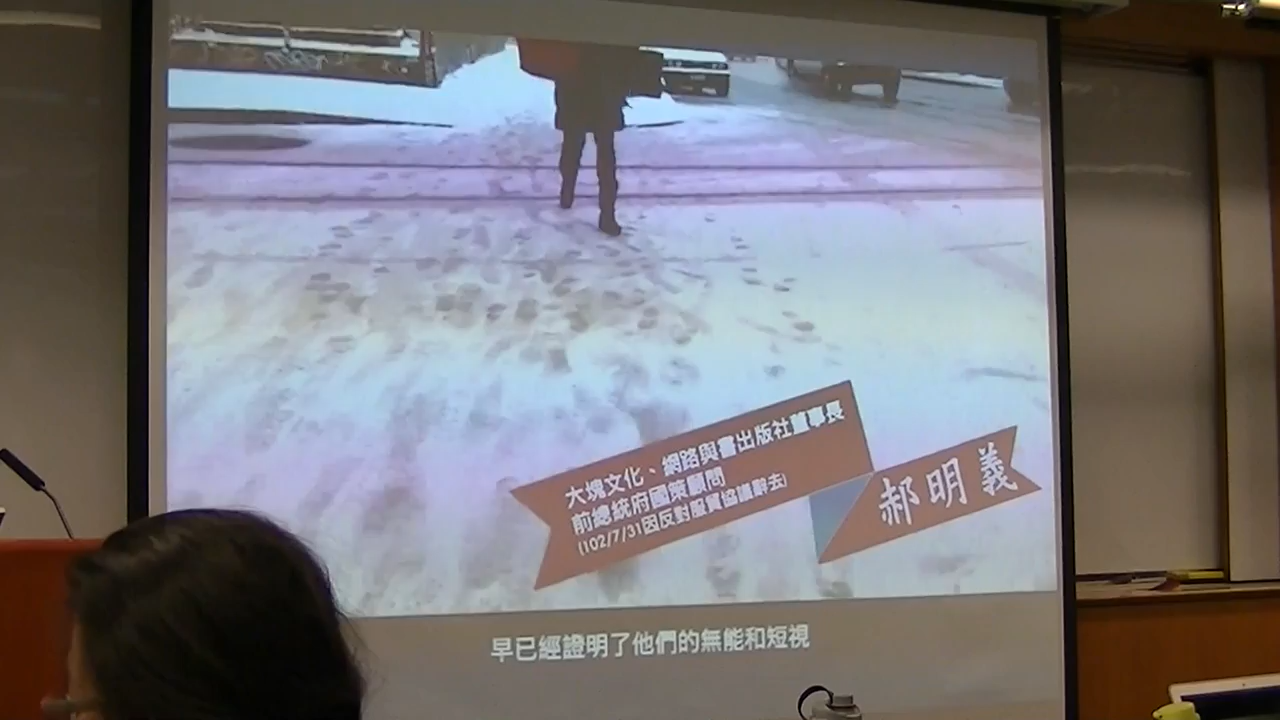 大塊文化、網路與書出版社董事長
前總統府國策顧問
(102/7/31因反對服貿協議辭去)
郝明義
早已經證明了他們的無能和短視